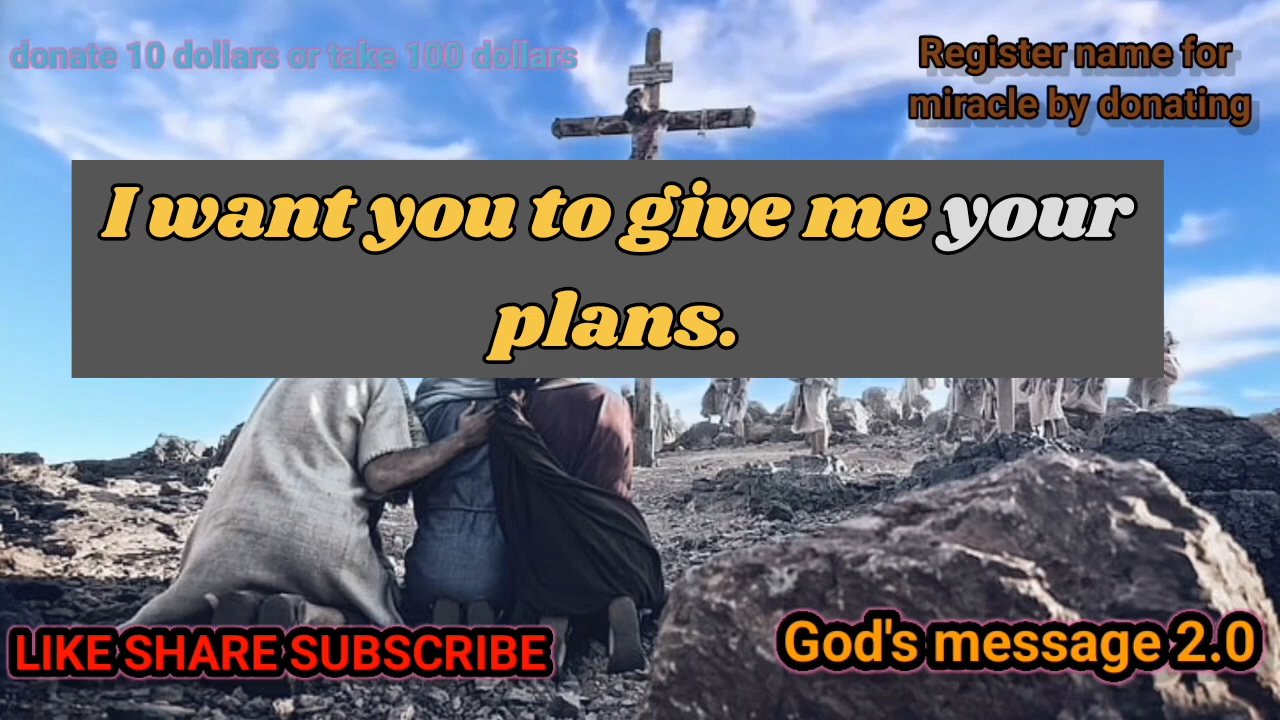 donate 10 dollars or take 100 dollars
Register name for
miracle by donating
I want you to give me your
plans.
LIKE SHARE SUBSCRIBE
God's message 2.0